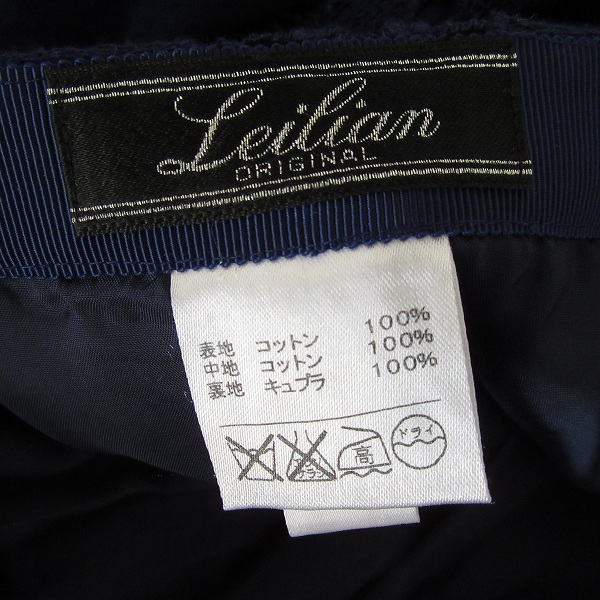 Leilian
ORIGINAL
表地 コットン 100%
中地 コットン 100%
裏地 キュプラ 100%
高 ドライ